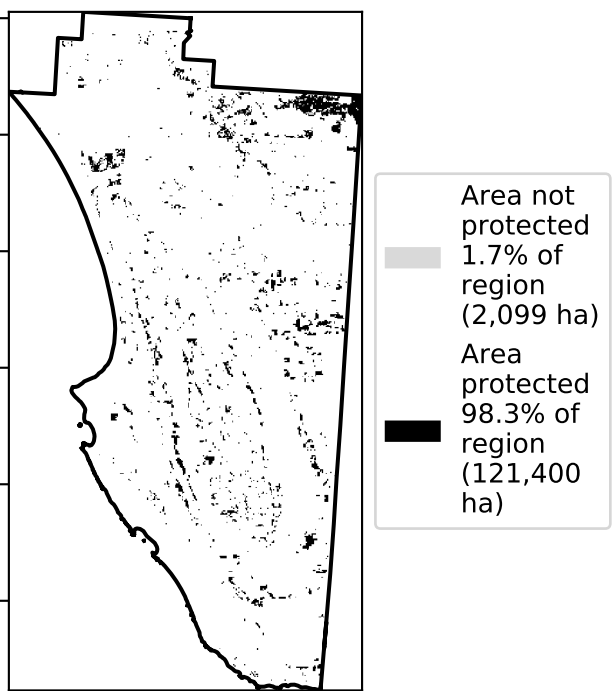 Area not
protected
1.7% of
region
(2,099 ha)
Area
protected
98.3% of
region
(121,400
ha)